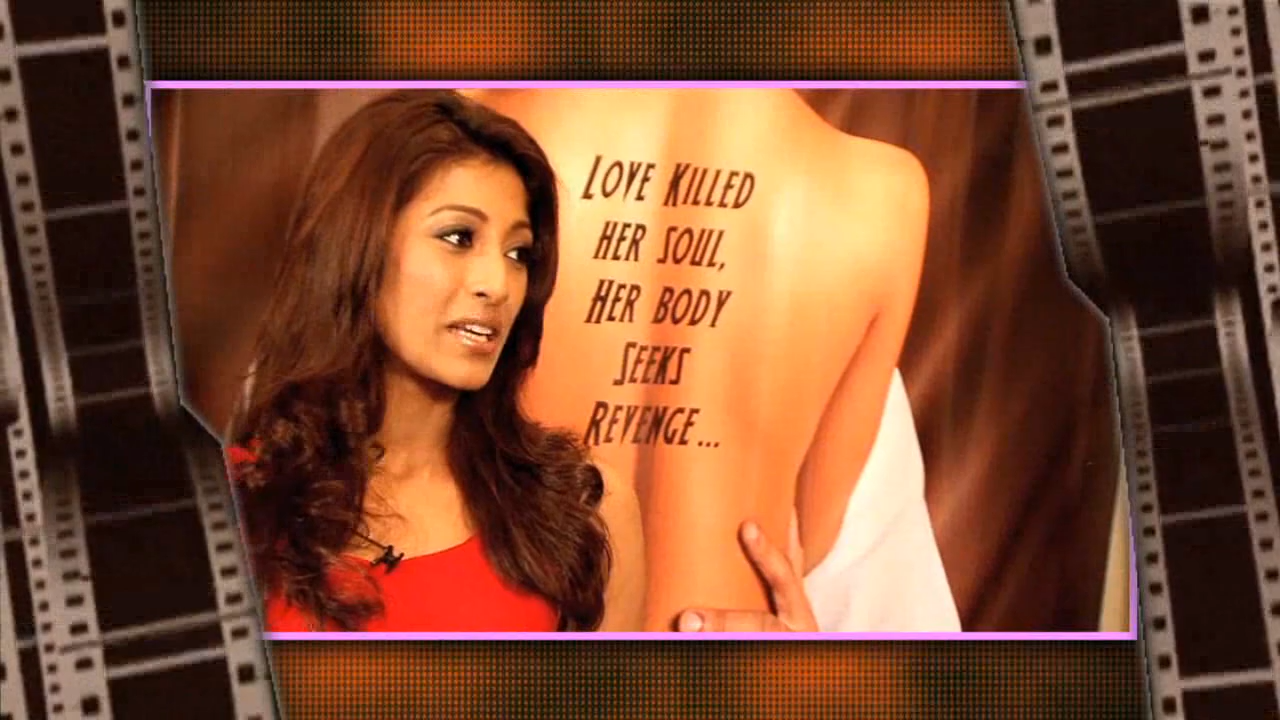 LOVE KILLED
HER SOUL,
HER BODY
SEEKS
REVENGE...